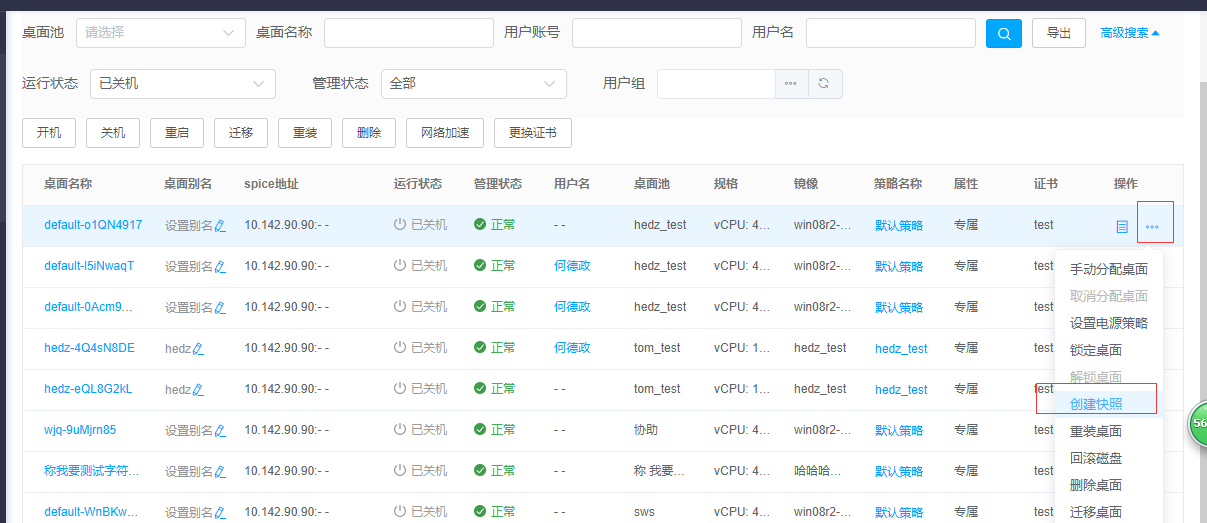 桌面池 请选择 桌面名称 用户账号 用户名 导出 高级搜索
运行状态 已关机 管理状态 全部 用户组
开机 关机 重启 迁移 重装 删除 网络加速 更换证书
桌面名称 桌面别名 spice地址 运行状态 管理状态 用户名 桌面池 规格 镜像 策略名称 属性 证书 操作
default-o1QN4917 设置别名 10.142.90.90:- - 已关机 正常 - - hedz_test vCPU: 4... win08r2-... 默认策略 专属 test
default-I5iNwaqT 设置别名 10.142.90.90:- - 已关机 正常 何德政 hedz_test vCPU: 4... win08r2-... 默认策略 专属 test
default-0Acm9... 设置别名 10.142.90.90:- - 已关机 正常 何德政 hedz_test vCPU: 4... win08r2-... 默认策略 专属 test
hedz-4Q4sN8DE hedz 10.142.90.90:- - 已关机 正常 何德政 tom_test vCPU: 1... hedz_test hedz_test 专属 test
hedz-eQL8G2kL hedz 10.142.90.90:- - 已关机 正常 - - tom_test vCPU: 1... hedz_test hedz_test 专属 test
wjq-9uMjrn85 设置别名 10.142.90.90:- - 已关机 正常 - - 协助 vCPU: 4... win08r2-... 默认策略 专属 test
称我要测试字符... 设置别名 10.142.90.90:- - 已关机 正常 - - 称 我要... vCPU: 4... 哈哈哈... 默认策略 专属 test
default-WnBKw... 设置别名 10.142.90.90:- - 已关机 正常 - - sws vCPU: 4... win08r2-... 默认策略 专属 test
手动分配桌面
取消分配桌面
设置电源策略
锁定桌面
解锁桌面
创建快照
重装桌面
回滚磁盘
删除桌面
迁移桌面
56